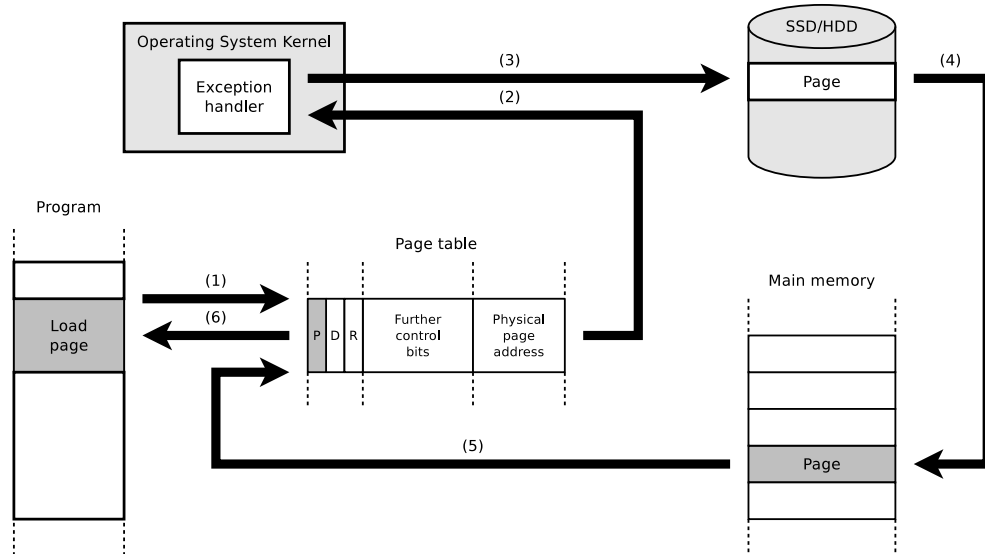 Operating System Kernel
Exception
handler
(3)
(2)
SSD/HDD
Page
(4)
Program
Load
page
(1)
(6)
Page table
P
D
R
Further
control
bits
Physical
page
address
(5)
Main memory
Page